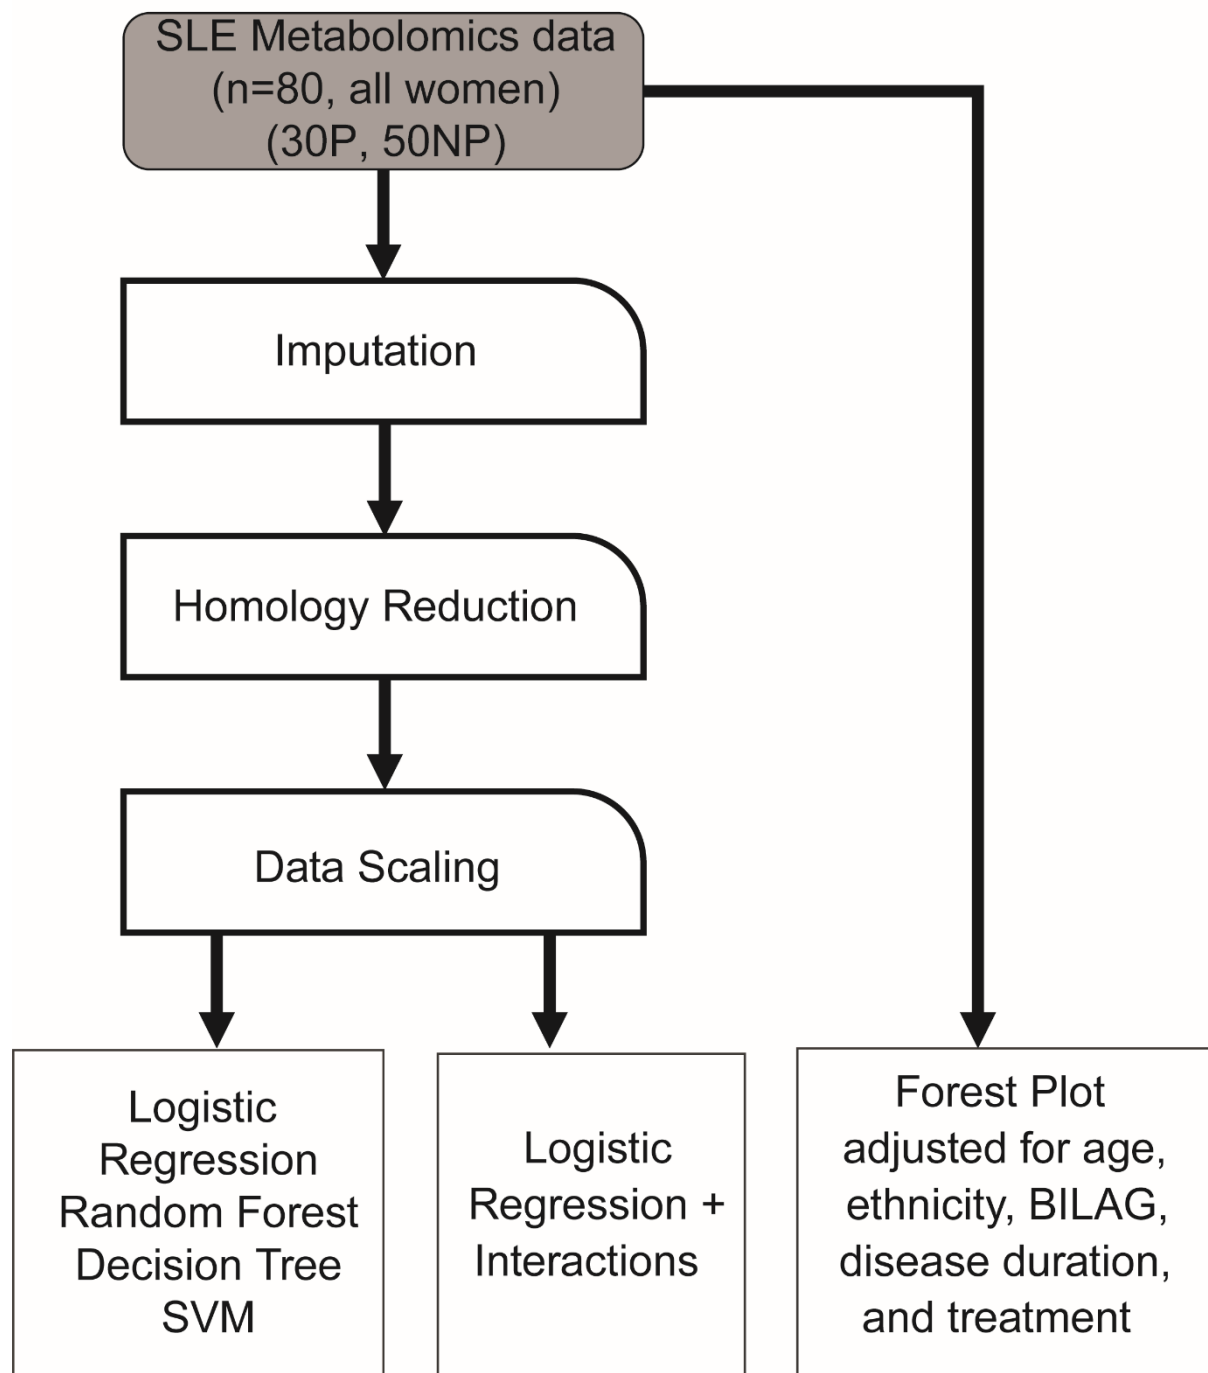 SLE Metabolomics data
(n=80, all women)
(30P, 50NP)
Imputation
Homology Reduction
Data Scaling
Logistic
Regression
Random Forest
Decision Tree
SVM
Logistic
Regression +
Interactions
Forest Plot
adjusted for age,
ethnicity, BILAG,
disease duration,
and treatment